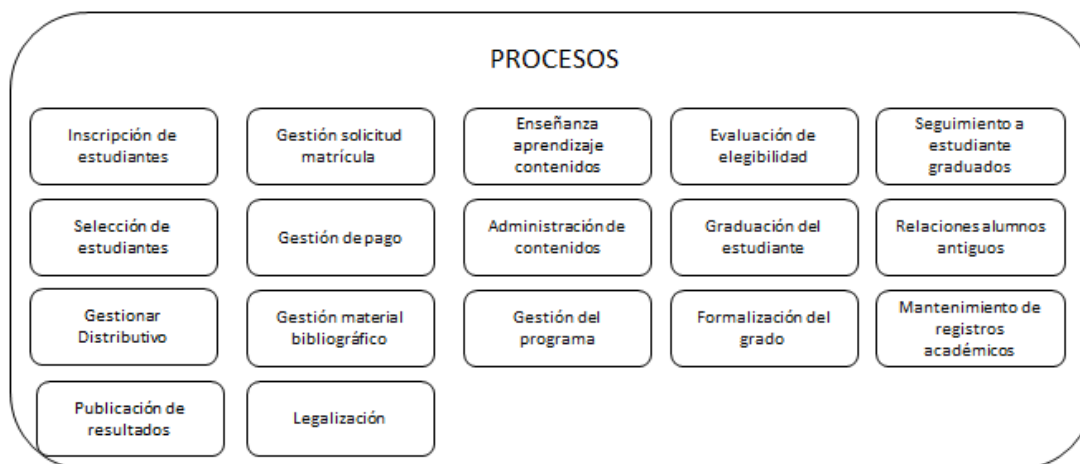 PROCESOS
Inscripción de
estudiantes
Gestión solicitud
matrícula
Enseñanza
aprendizaje
contenidos
Evaluación de
elegibilidad
Seguimiento a
estudiante
graduados
Selección de
estudiantes
Gestión de pago
Administración de
contenidos
Graduación del
estudiante
Relaciones alumnos
antiguos
Gestionar
Distributivo
Gestión material
bibliográfico
Gestión del
programa
Formalización del
grado
Mantenimiento de
registros
académicos
Publicación de
resultados
Legalización